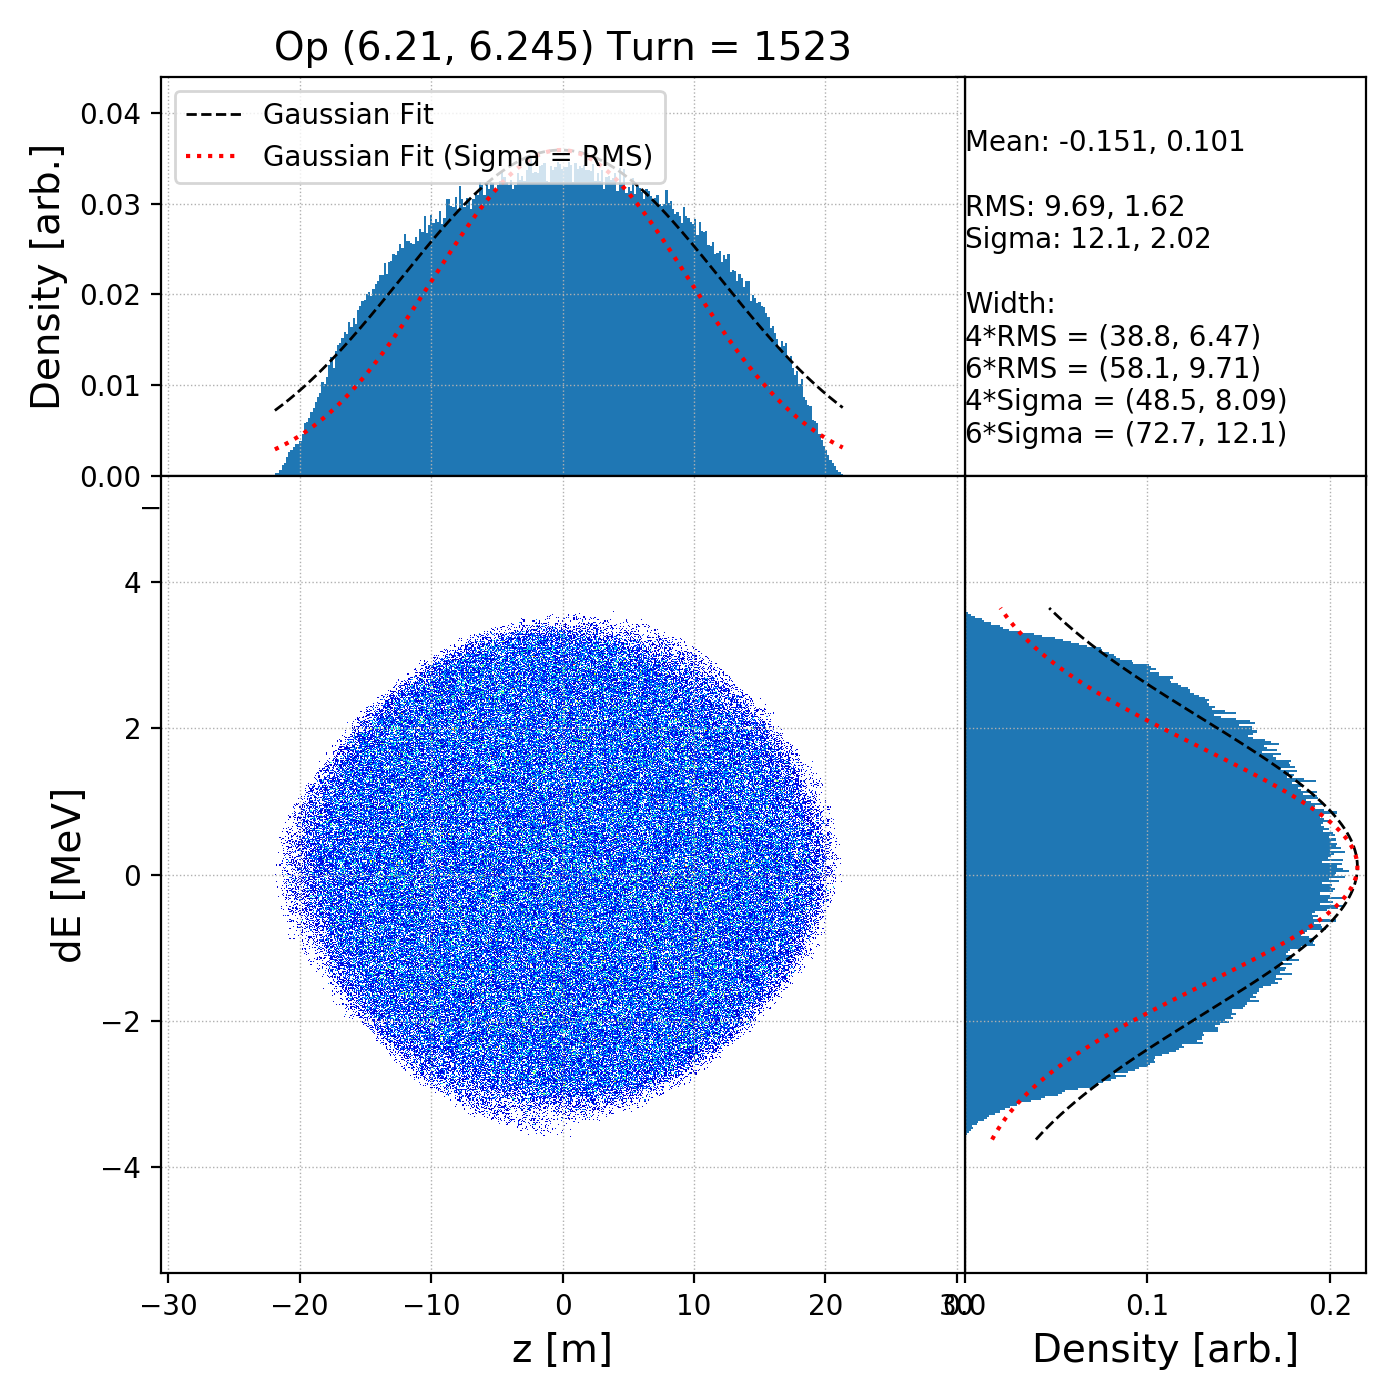 Op (6.21, 6.245) Turn = 1523
Gaussian Fit
Gaussian Fit (Sigma = RMS)
Density [arb.]
0.04
0.03
0.02
0.01
0.00
Mean: -0.151, 0.101
RMS: 9.69, 1.62
Sigma: 12.1, 2.02
Width:
4*RMS = (38.8, 6.47)
6*RMS = (58.1, 9.71)
4*Sigma = (48.5, 8.09)
6*Sigma = (72.7, 12.1)
dE [MeV]
4
2
0
−2
−4
−30
−20
−10
0
10
20
30
z [m]
0.0
0.1
0.2
Density [arb.]